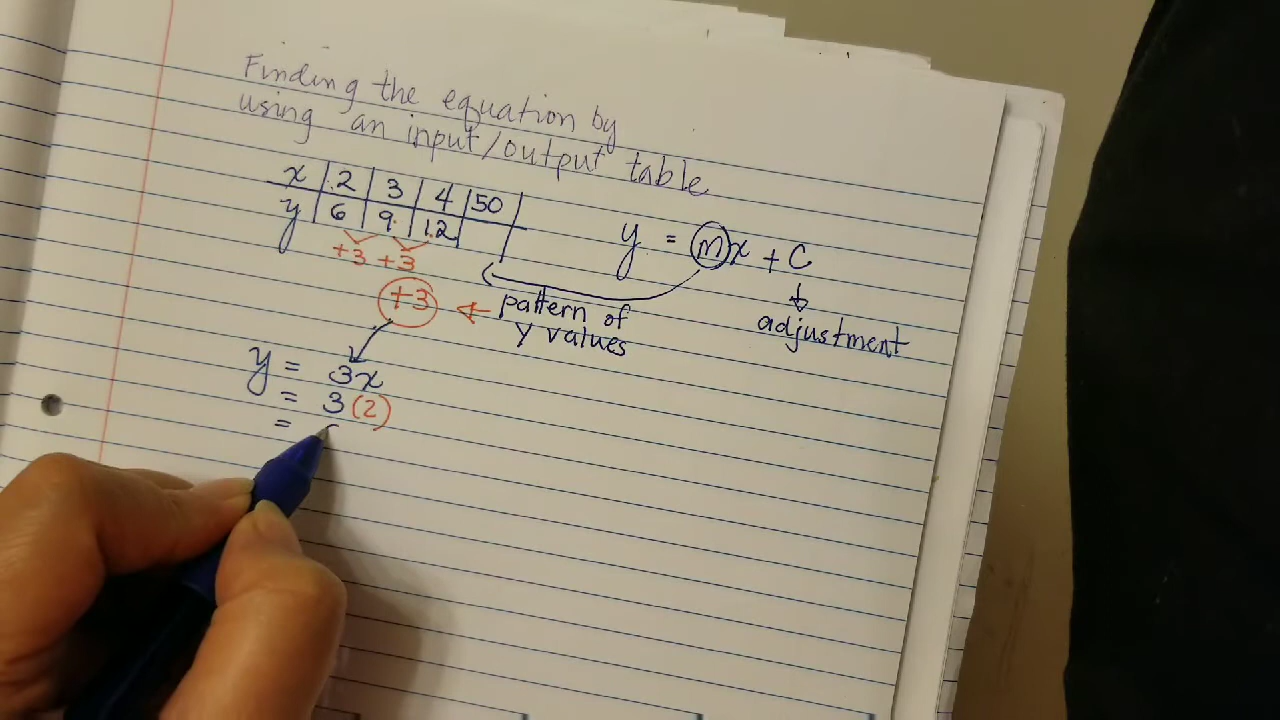 Finding the equation by
using an input/output table
x 2 3 4 50
y 6 9 12
+3 +3
+3
y = mx + C
pattern of
y values
adjustment
y = 3x
= 3(2)
=